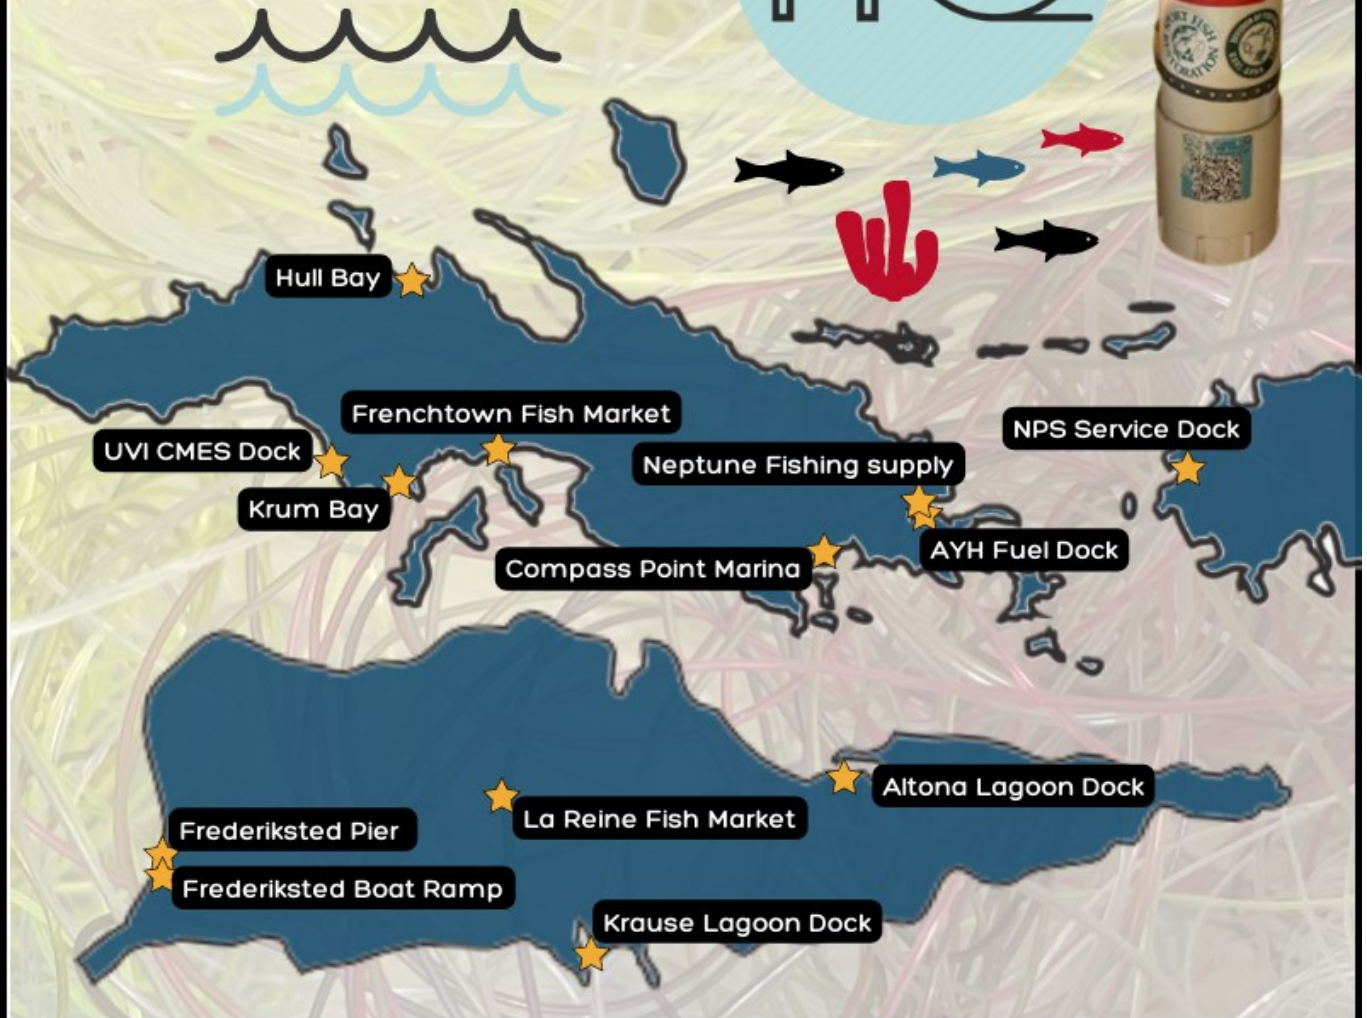 Hull Bay
Frenchtown Fish Market
NPS Service Dock
UVI CMES Dock
Neptune Fishing supply
Krum Bay
AYH Fuel Dock
Compass Point Marina
Altona Lagoon Dock
La Reine Fish Market
Frederiksted Pier
Frederiksted Boat Ramp
Krause Lagoon Dock